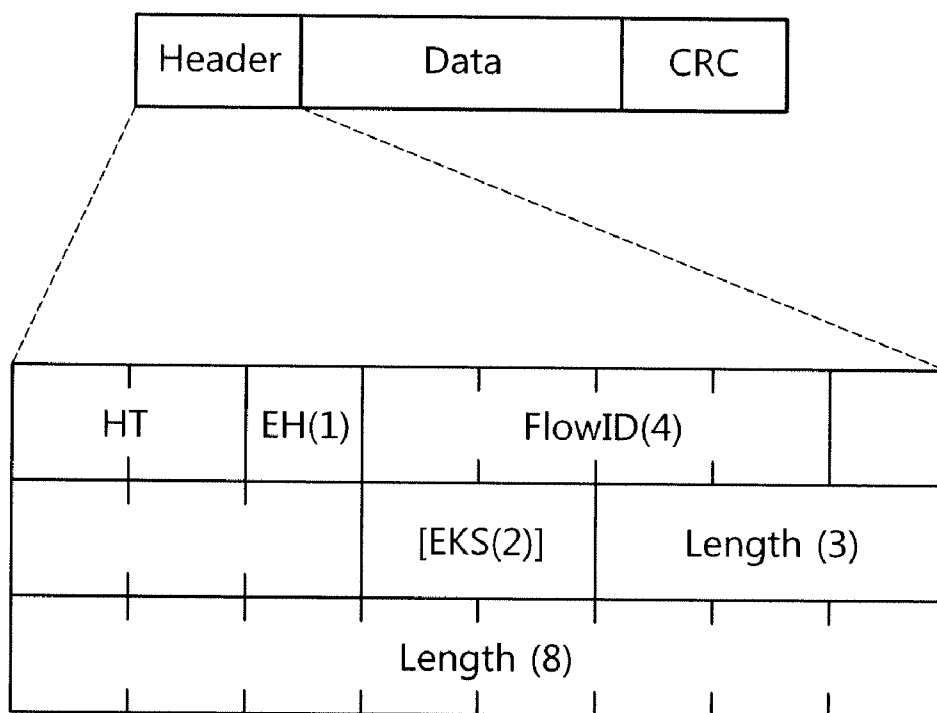 Header Data CRC
HT EH(1) FlowID(4)
[EKS(2)] Length (3)
Length (8)